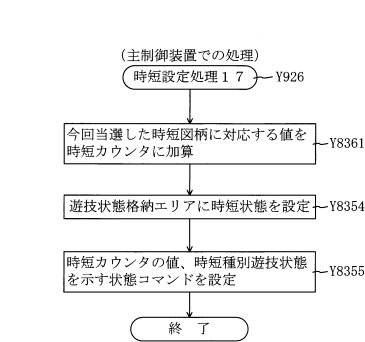 (主制御装置での処理)
時短設定処理17
Y926
今回当選した時短図柄に対応する値を
時短カウンタに加算
Y8361
遊技状態格納エリアに時短状態を設定
Y8354
時短カウンタの値、時短種別遊技状態
を示す状態コマンドを設定
Y8355
終 了